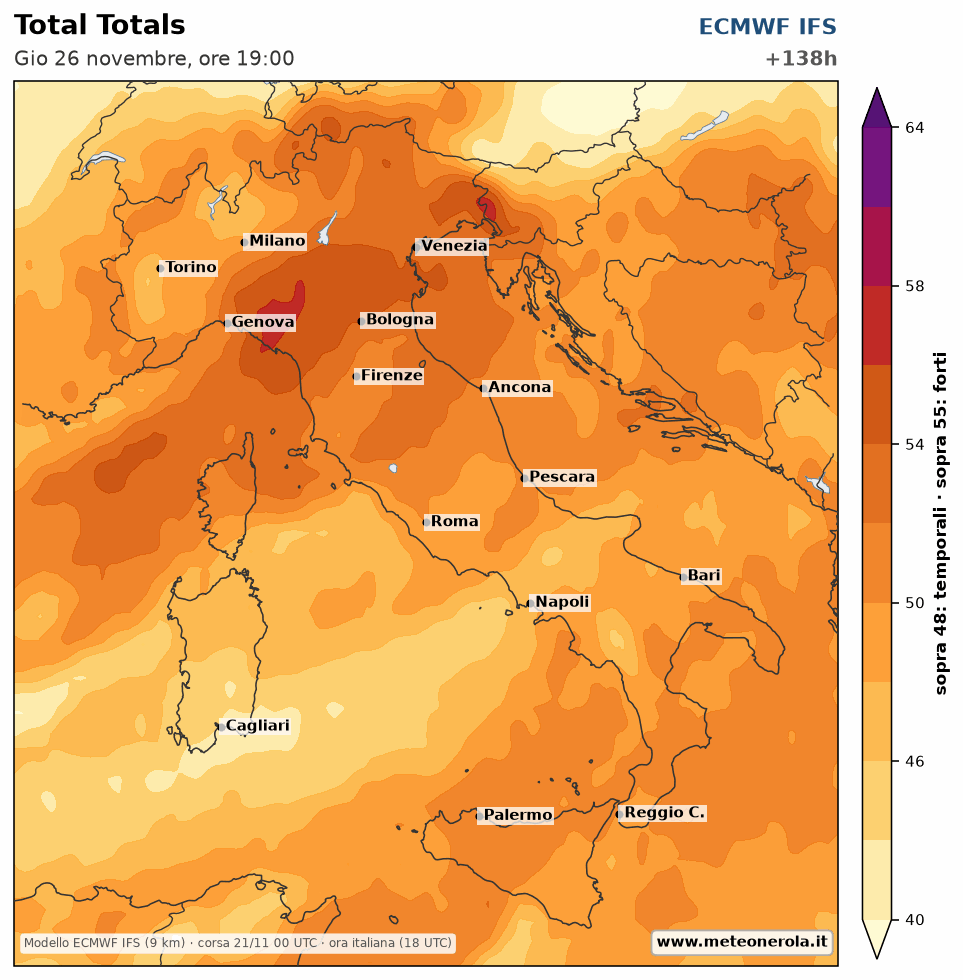 Total Totals
ECMWF IFS
Gio 26 novembre, ore 19:00
+138h
Milano
Venezia
Torino
Genova
Bologna
Firenze
Ancona
Pescara
Roma
Bari
Napoli
Cagliari
Palermo
Reggio C.
64
58
54
50
46
40
sopra 48: temporali · sopra 55: forti
Modello ECMWF IFS (9 km) · corsa 21/11 00 UTC · ora italiana (18 UTC)
www.meteonerola.it